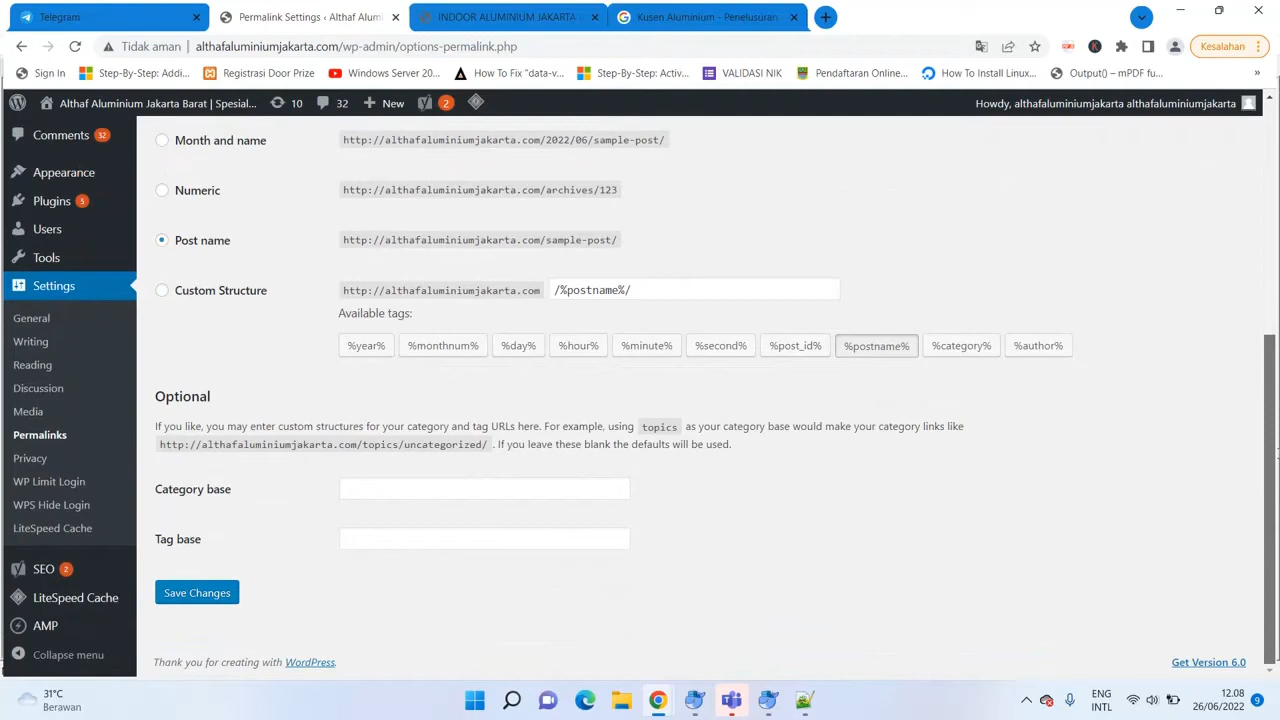 Telegram
Permalink Settings ‹ Althaf Alumin
INDOOR ALUMINIUM JAKARTA
Kusen Aluminium - Penelusuran
Tidak aman althafaluminiumjakarta.com/wp-admin/options-permalink.php
Kesalahan
Sign In
Step-By-Step: Addi...
Registrasi Door Priz...
Windows Server 20...
How To Fix "data-v...
Step-By-Step: Activ...
VALIDASI NIK
Pendaftaran Online...
How To Install Linux...
Output() – mPDF fu...
»
Althaf Aluminium Jakarta Barat | Spesial...
10
32
New
2
Howdy, althafaluminiumjakarta althafaluminiumjakarta
Comments 32
Appearance
Plugins 5
Users
Tools
Settings
General
Writing
Reading
Discussion
Media
Permalinks
Privacy
WP Limit Login
WPS Hide Login
LiteSpeed Cache
SEO 2
LiteSpeed Cache
AMP
Collapse menu
Month and name http://althafaluminiumjakarta.com/2022/06/sample-post/
Numeric http://althafaluminiumjakarta.com/archives/123
Post name http://althafaluminiumjakarta.com/sample-post/
Custom Structure http://althafaluminiumjakarta.com /%postname%/
Available tags:
%year% %monthnum% %day% %hour% %minute% %second% %post_id% %postname% %category% %author%
Optional
If you like, you may enter custom structures for your category and tag URLs here. For example, using topics as your category base would make your category links like
http://althafaluminiumjakarta.com/topics/uncategorized/ . If you leave these blank the defaults will be used.
Category base
Tag base
Save Changes
Thank you for creating with WordPress.
Get Version 6.0
31°C
Berawan
ENG
INTL
12.08
26/06/2022
9